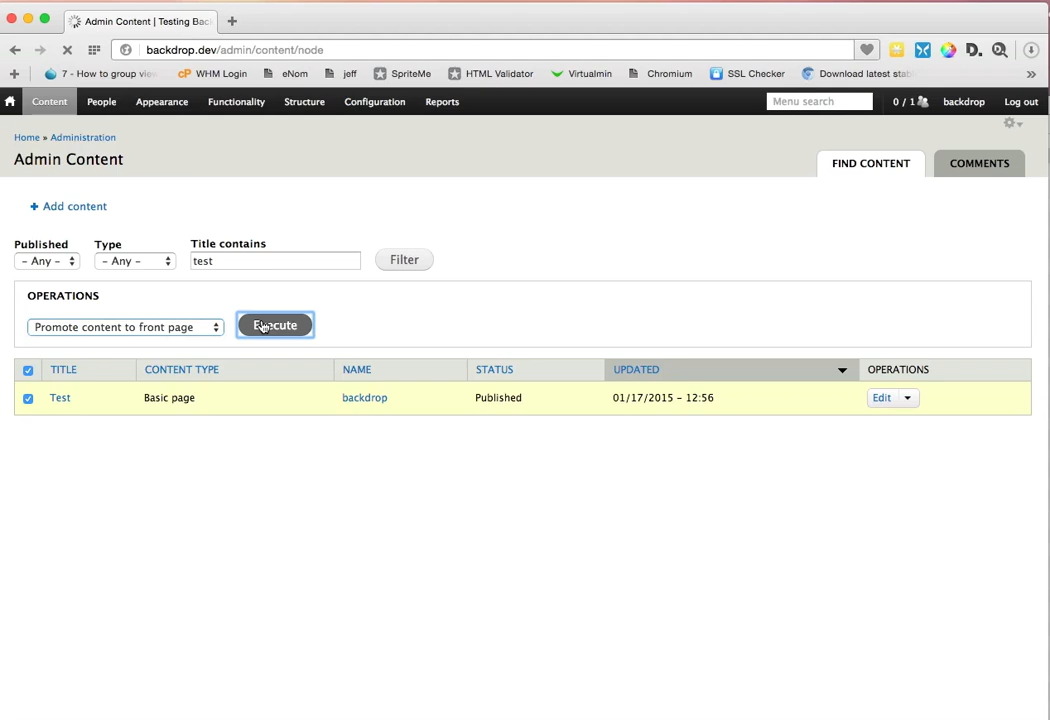 Admin Content | Testing Bac
backdrop.dev/admin/content/node
7 - How to group view
WHM Login
eNom
jeff
SpriteMe
HTML Validator
Virtualmin
Chromium
SSL Checker
Download latest stab
Content People Appearance Functionality Structure Configuration Reports
Menu search
0 / 1
backdrop
Log out
Home » Administration
Admin Content
FIND CONTENT
COMMENTS
+ Add content
Published Type Title contains
- Any - - Any - test Filter
OPERATIONS
Promote content to front page Execute
TITLE CONTENT TYPE NAME STATUS UPDATED OPERATIONS
Test Basic page backdrop Published 01/17/2015 - 12:56 Edit